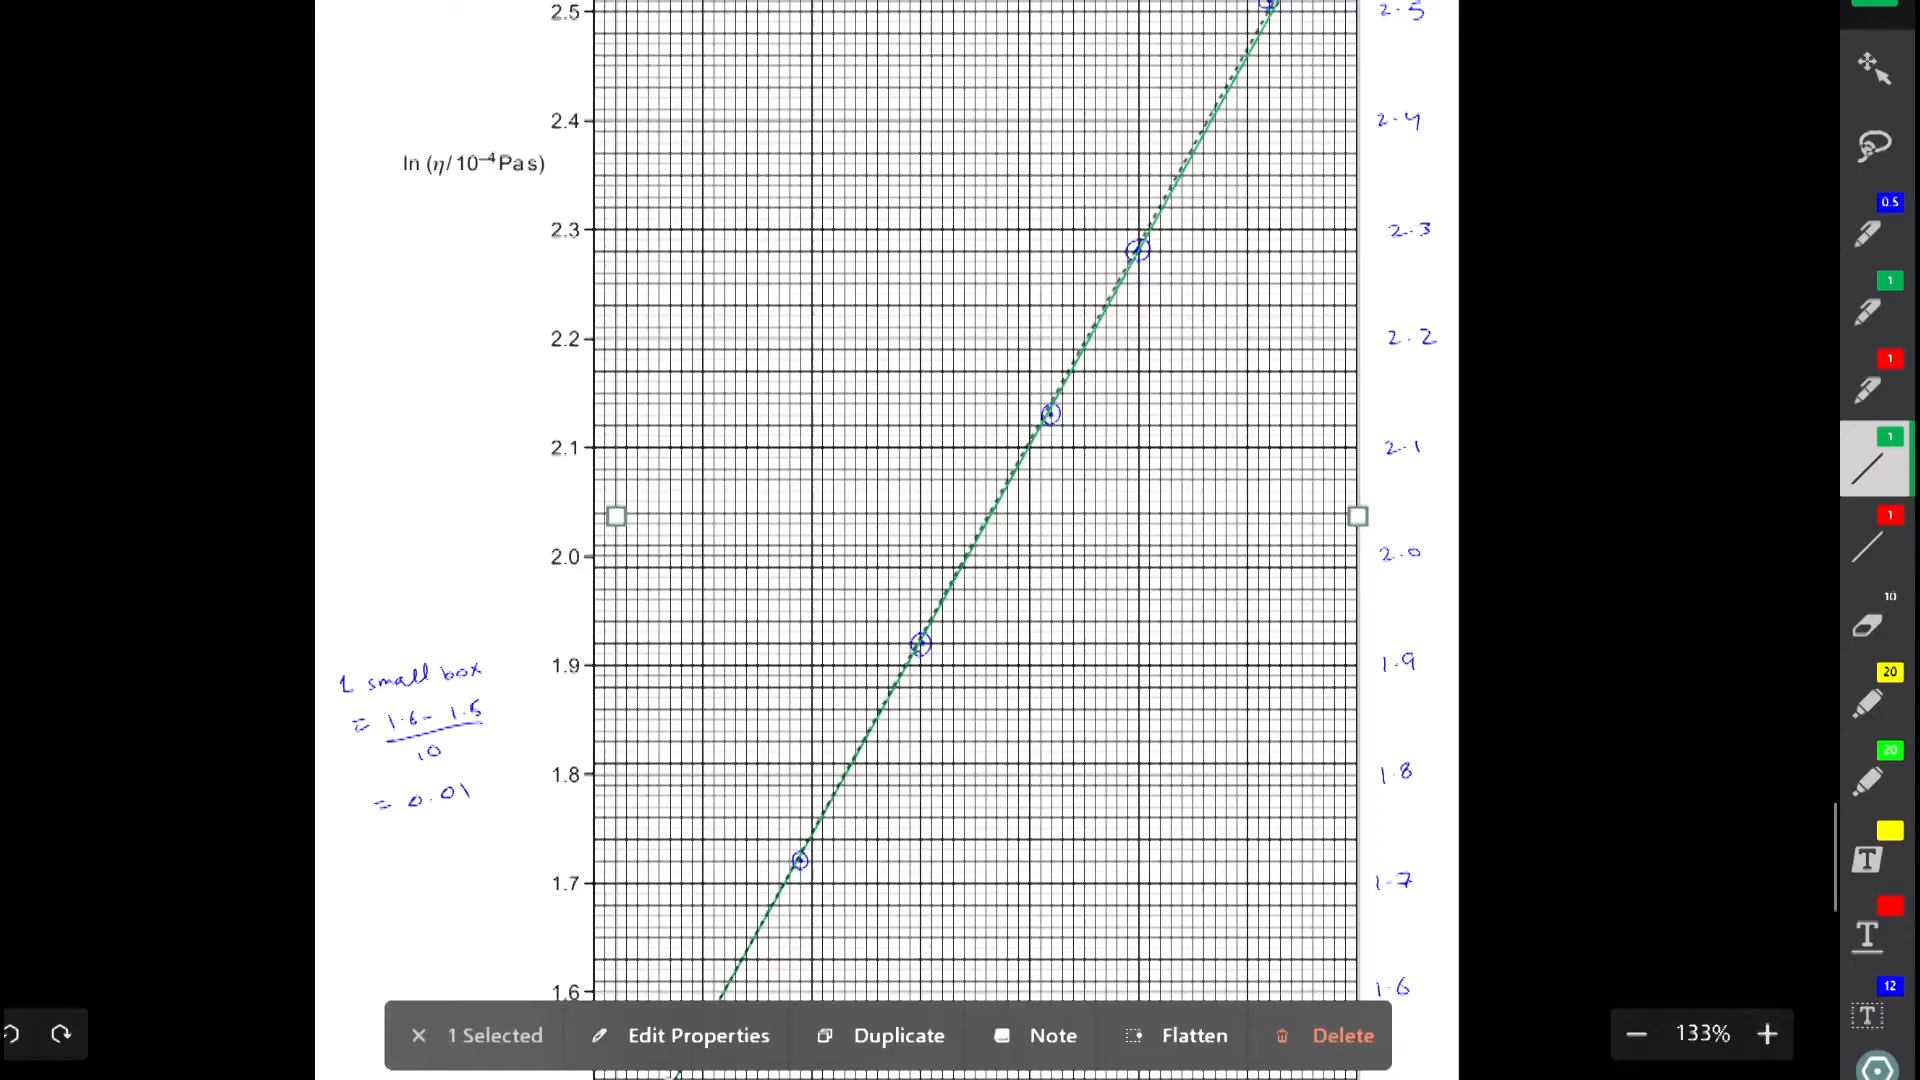 2.5
2.5
2.4
2.4
ln (η/10⁻⁴ Pa s)
2.3
2.3
2.2
2.2
2.1
2.1
2.0
2.0
1.9
1.9
1 small box
= 1.6 - 1.5
10
= 0.01
1.8
1.8
1.7
1.7
1.6
1.6
1 Selected
Edit Properties
Duplicate
Note
Flatten
Delete
133%
0.5
1
1
1
1
10
20
20
T
T
12
T